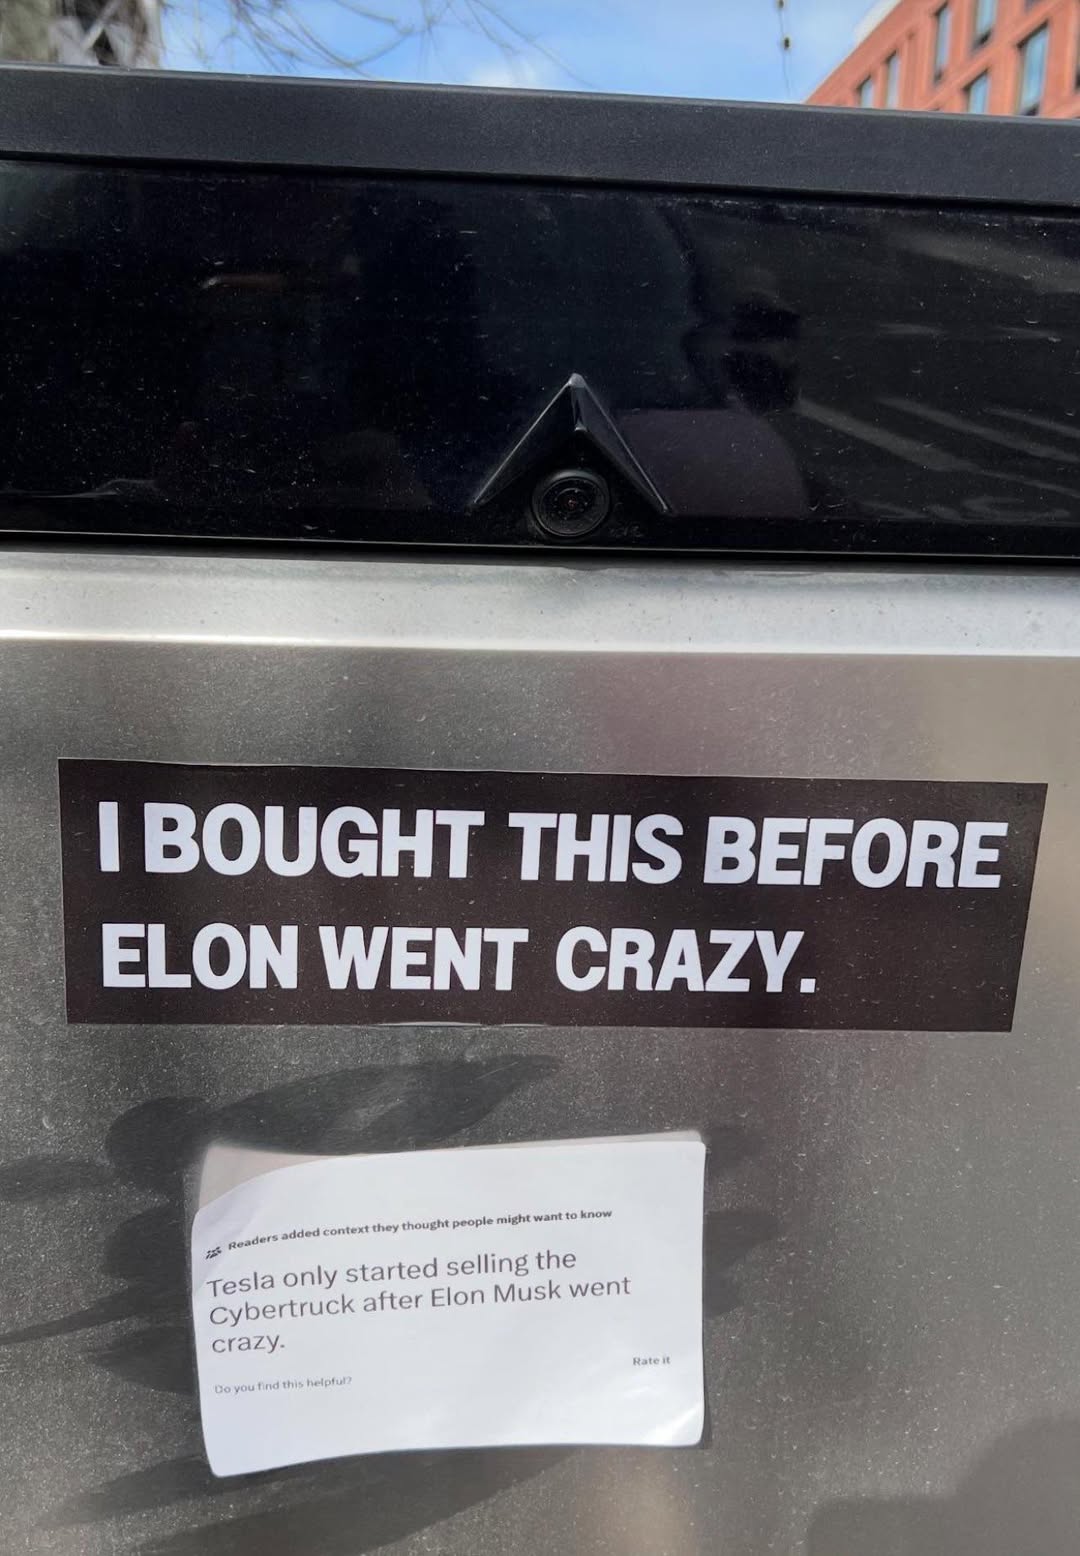 I BOUGHT THIS BEFORE
ELON WENT CRAZY.
Readers added context they thought people might want to know
Tesla only started selling the
Cybertruck after Elon Musk went
crazy.
Do you find this helpful?
Rate it